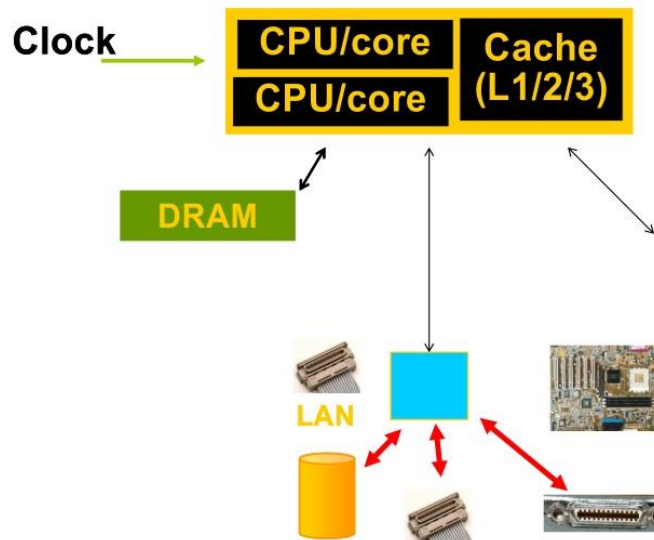 Clock
CPU/core
CPU/core
Cache
(L1/2/3)
DRAM
LAN